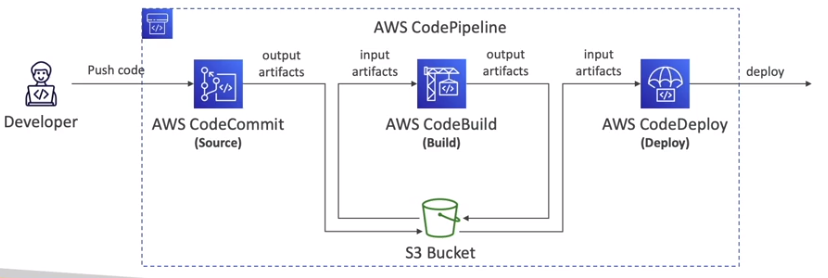 AWS CodePipeline
Push code
output
artifacts
input
artifacts
output
artifacts
input
artifacts
deploy
Developer
AWS CodeCommit
(Source)
AWS CodeBuild
(Build)
AWS CodeDeploy
(Deploy)
S3 Bucket